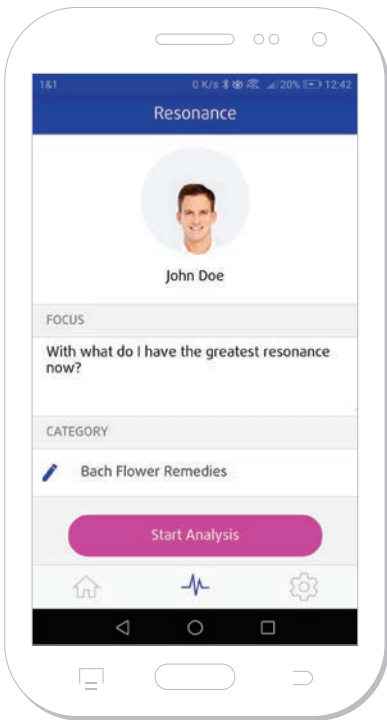 1&1 0 K/s 20% 12:42
Resonance
John Doe
FOCUS
With what do I have the greatest resonance
now?
CATEGORY
Bach Flower Remedies
Start Analysis